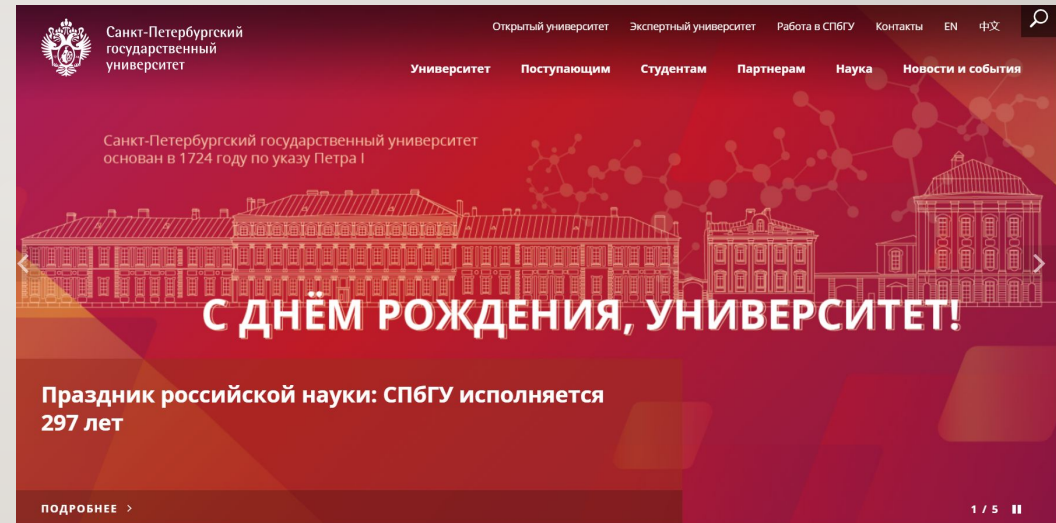 Санкт-Петербургский
государственный
университет
Открытый университет Экспертный университет Работа в СПбГУ Контакты EN 中文
Университет Поступающим Студентам Партнерам Наука Новости и события
Санкт-Петербургский государственный университет
основан в 1724 году по указу Петра I
С ДНЁМ РОЖДЕНИЯ, УНИВЕРСИТЕТ!
Праздник российской науки: СПбГУ исполняется
297 лет
ПОДРОБНЕЕ >
1 / 5